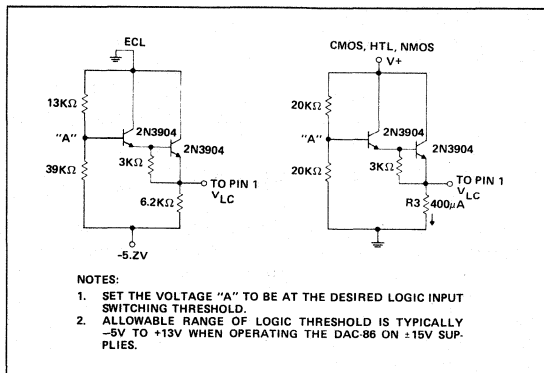 ECL
13KΩ
"A"
2N3904
2N3904
3KΩ
39KΩ
TO PIN 1
VLC
6.2KΩ
-5.ZV
CMOS, HTL, NMOS
V+
20KΩ
"A"
2N3904
2N3904
3KΩ
20KΩ
TO PIN 1
VLC
R3
400μA
NOTES:
1. SET THE VOLTAGE "A" TO BE AT THE DESIRED LOGIC INPUT
SWITCHING THRESHOLD.
2. ALLOWABLE RANGE OF LOGIC THRESHOLD IS TYPICALLY
–5V TO +13V WHEN OPERATING THE DAC-86 ON ±15V SUP-
PLIES.